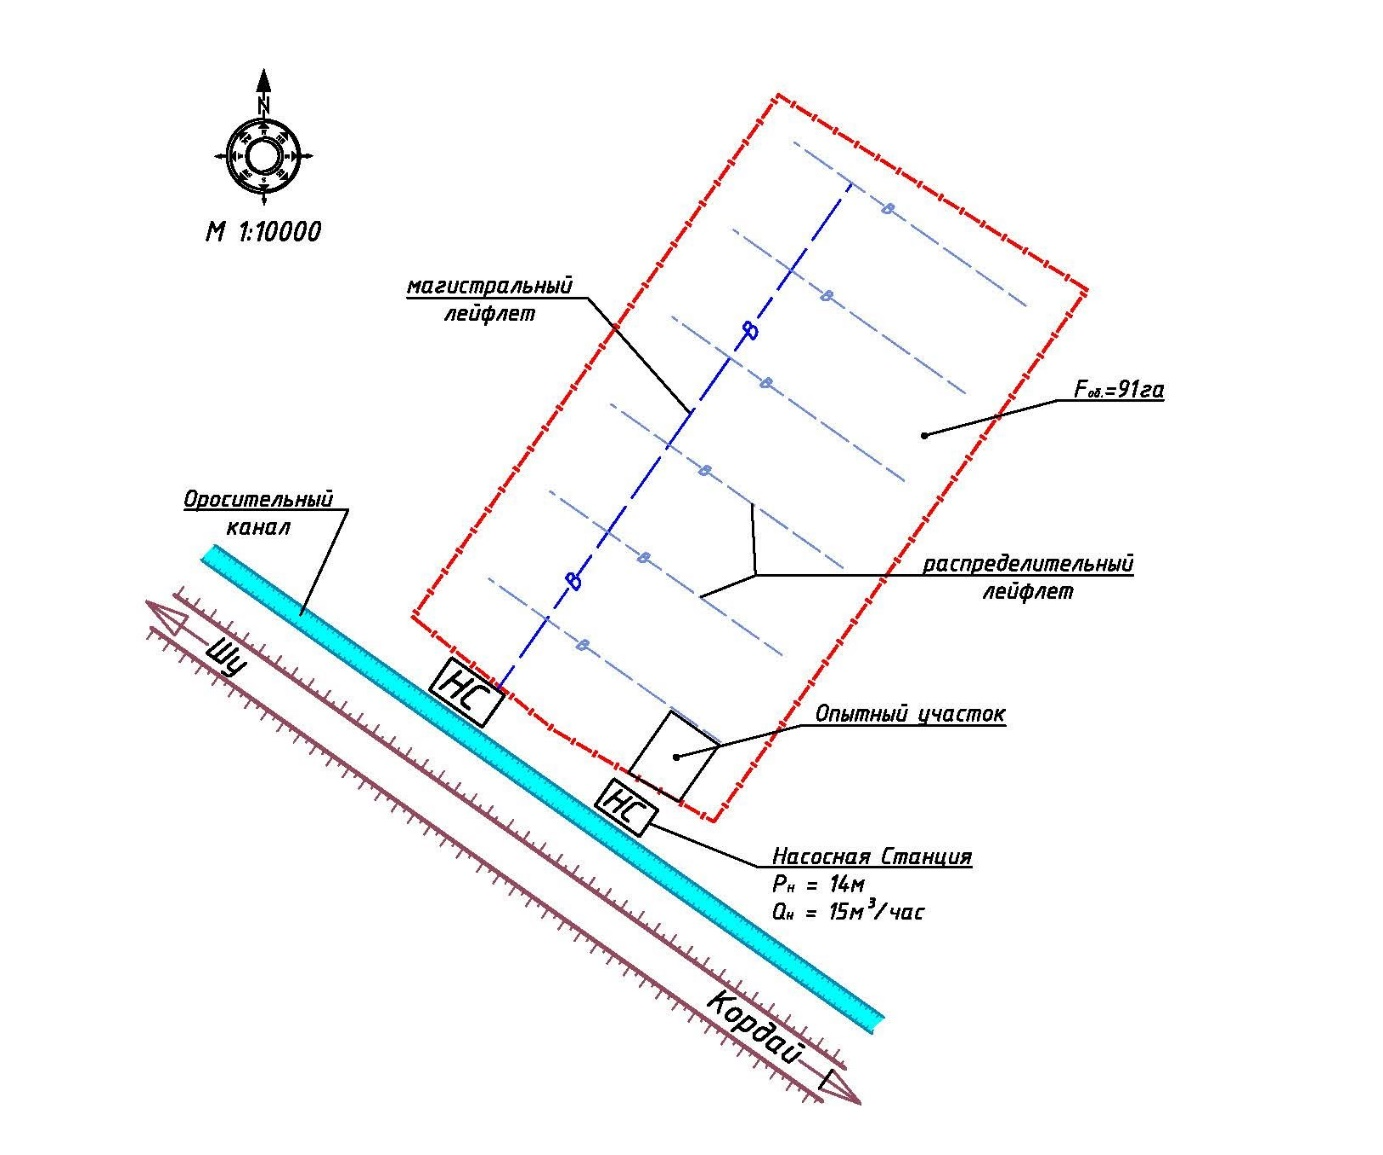 N
М 1:10000
магистральный
лейфлет
В
В
В
В
В
В
В
В
Fоб.=91га
Оросительный
канал
распределительный
лейфлет
Шу
НС
Опытный участок
НС
Насосная Станция
Рн = 14м
Qн = 15м³/час
Кордай